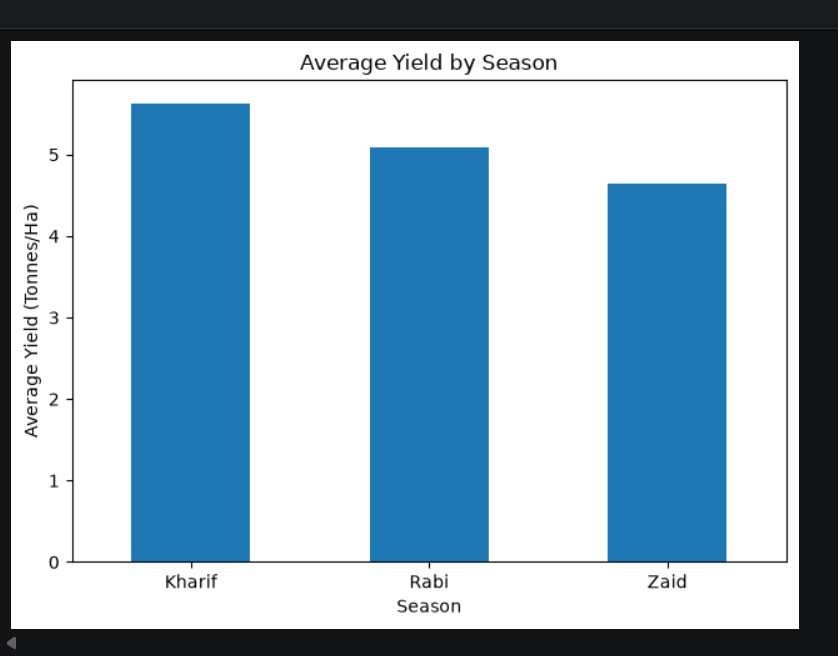 Average Yield by Season
Average Yield (Tonnes/Ha)
5
4
3
2
1
0
Kharif Rabi Zaid
Season